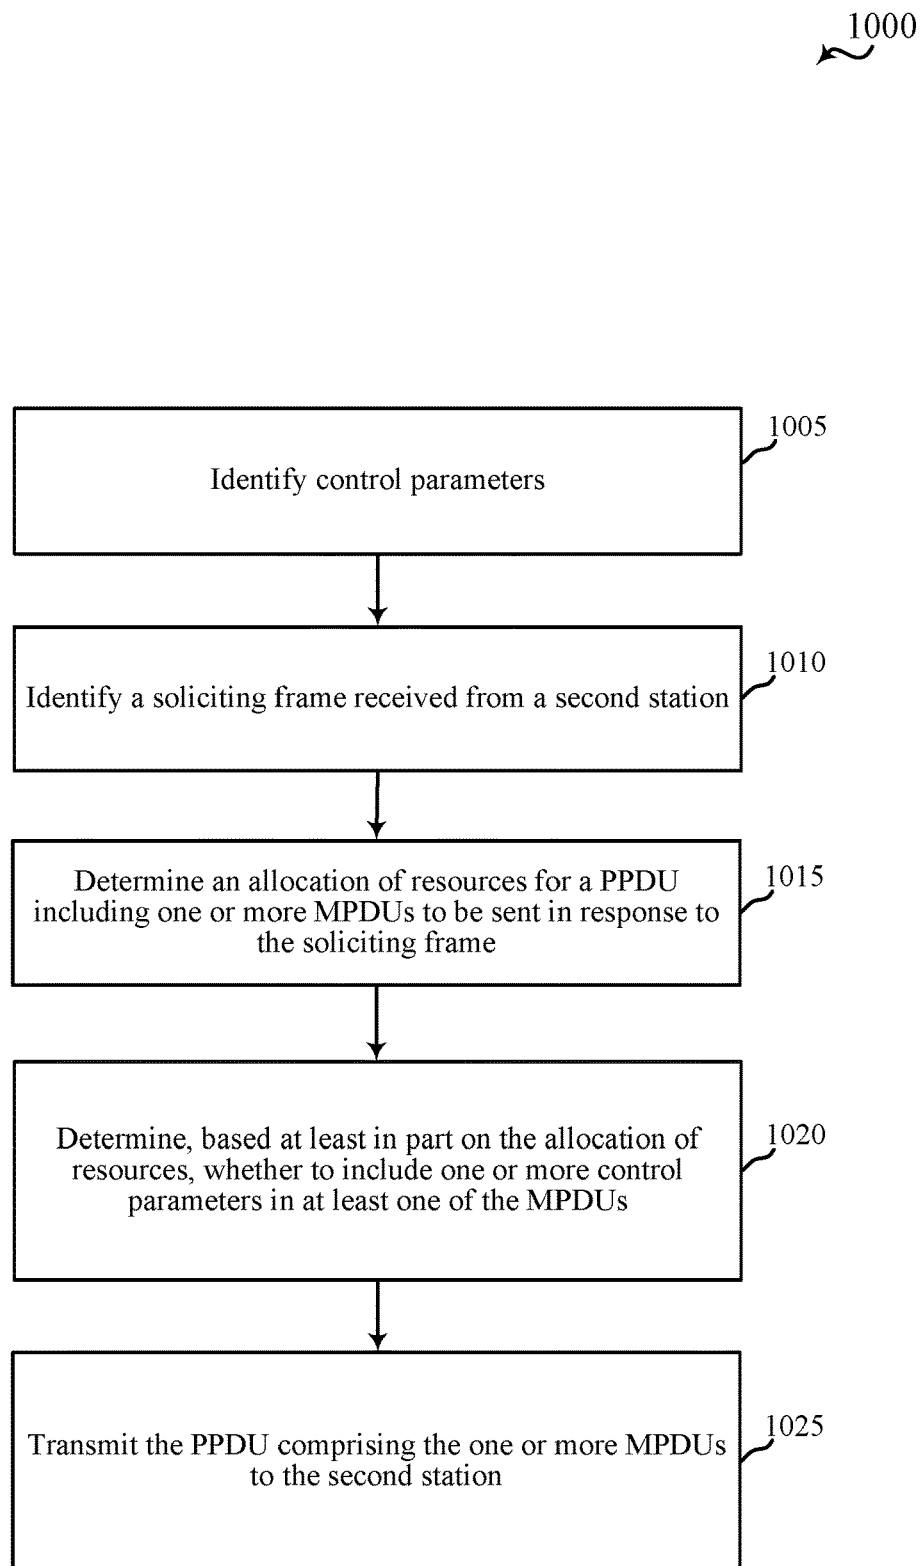 1000
Identify control parameters
1005
Identify a soliciting frame received from a second station
1010
Determine an allocation of resources for a PPDU
including one or more MPDUs to be sent in response to
the soliciting frame
1015
Determine, based at least in part on the allocation of
resources, whether to include one or more control
parameters in at least one of the MPDUs
1020
Transmit the PPDU comprising the one or more MPDUs
to the second station
1025